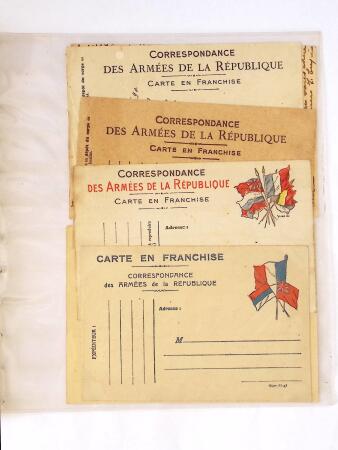 CORRESPONDANCE
DES ARMÉES DE LA RÉPUBLIQUE
CARTE EN FRANCHISE
CORRESPONDANCE
DES ARMÉES DE LA RÉPUBLIQUE
CARTE EN FRANCHISE
CORRESPONDANCE
DES ARMÉES DE LA RÉPUBLIQUE
CARTE EN FRANCHISE
Adresse:
CARTE EN FRANCHISE
CORRESPONDANCE
des ARMÉES de la REPUBLIQUE
EXPÉDITEUR :
Adresse:
M